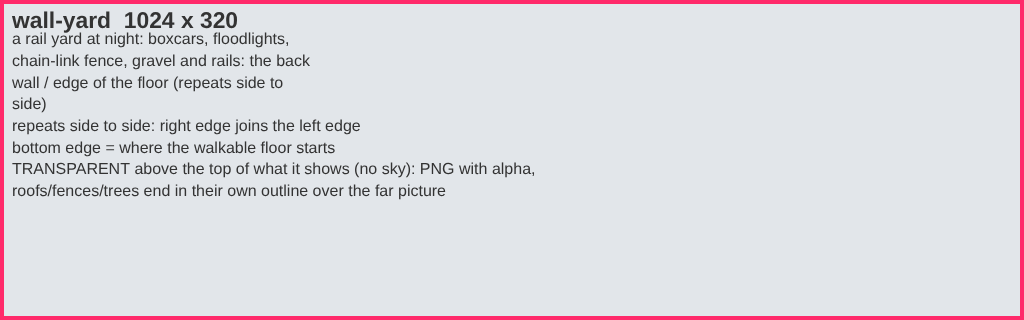 wall-yard  1024 x 320
a rail yard at night: boxcars, floodlights,
chain-link fence, gravel and rails: the back
wall / edge of the floor (repeats side to
side)
repeats side to side: right edge joins the left edge
bottom edge = where the walkable floor starts
TRANSPARENT above the top of what it shows (no sky): PNG with alpha,
roofs/fences/trees end in their own outline over the far picture